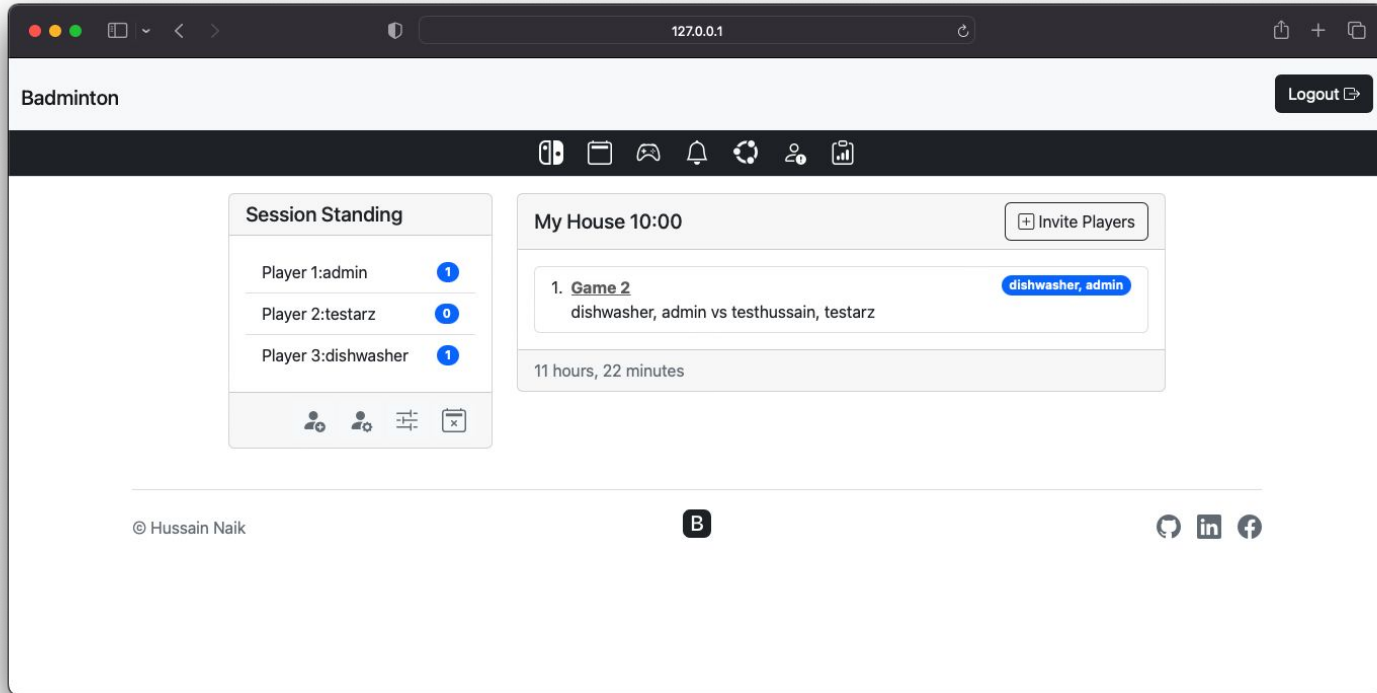 127.0.0.1
Badminton
Logout
Session Standing
Player 1:admin 1
Player 2:testarz 0
Player 3:dishwasher 1
My House 10:00
Invite Players
1. Game 2
dishwasher, admin
dishwasher, admin vs testhussain, testarz
11 hours, 22 minutes
© Hussain Naik
B
in